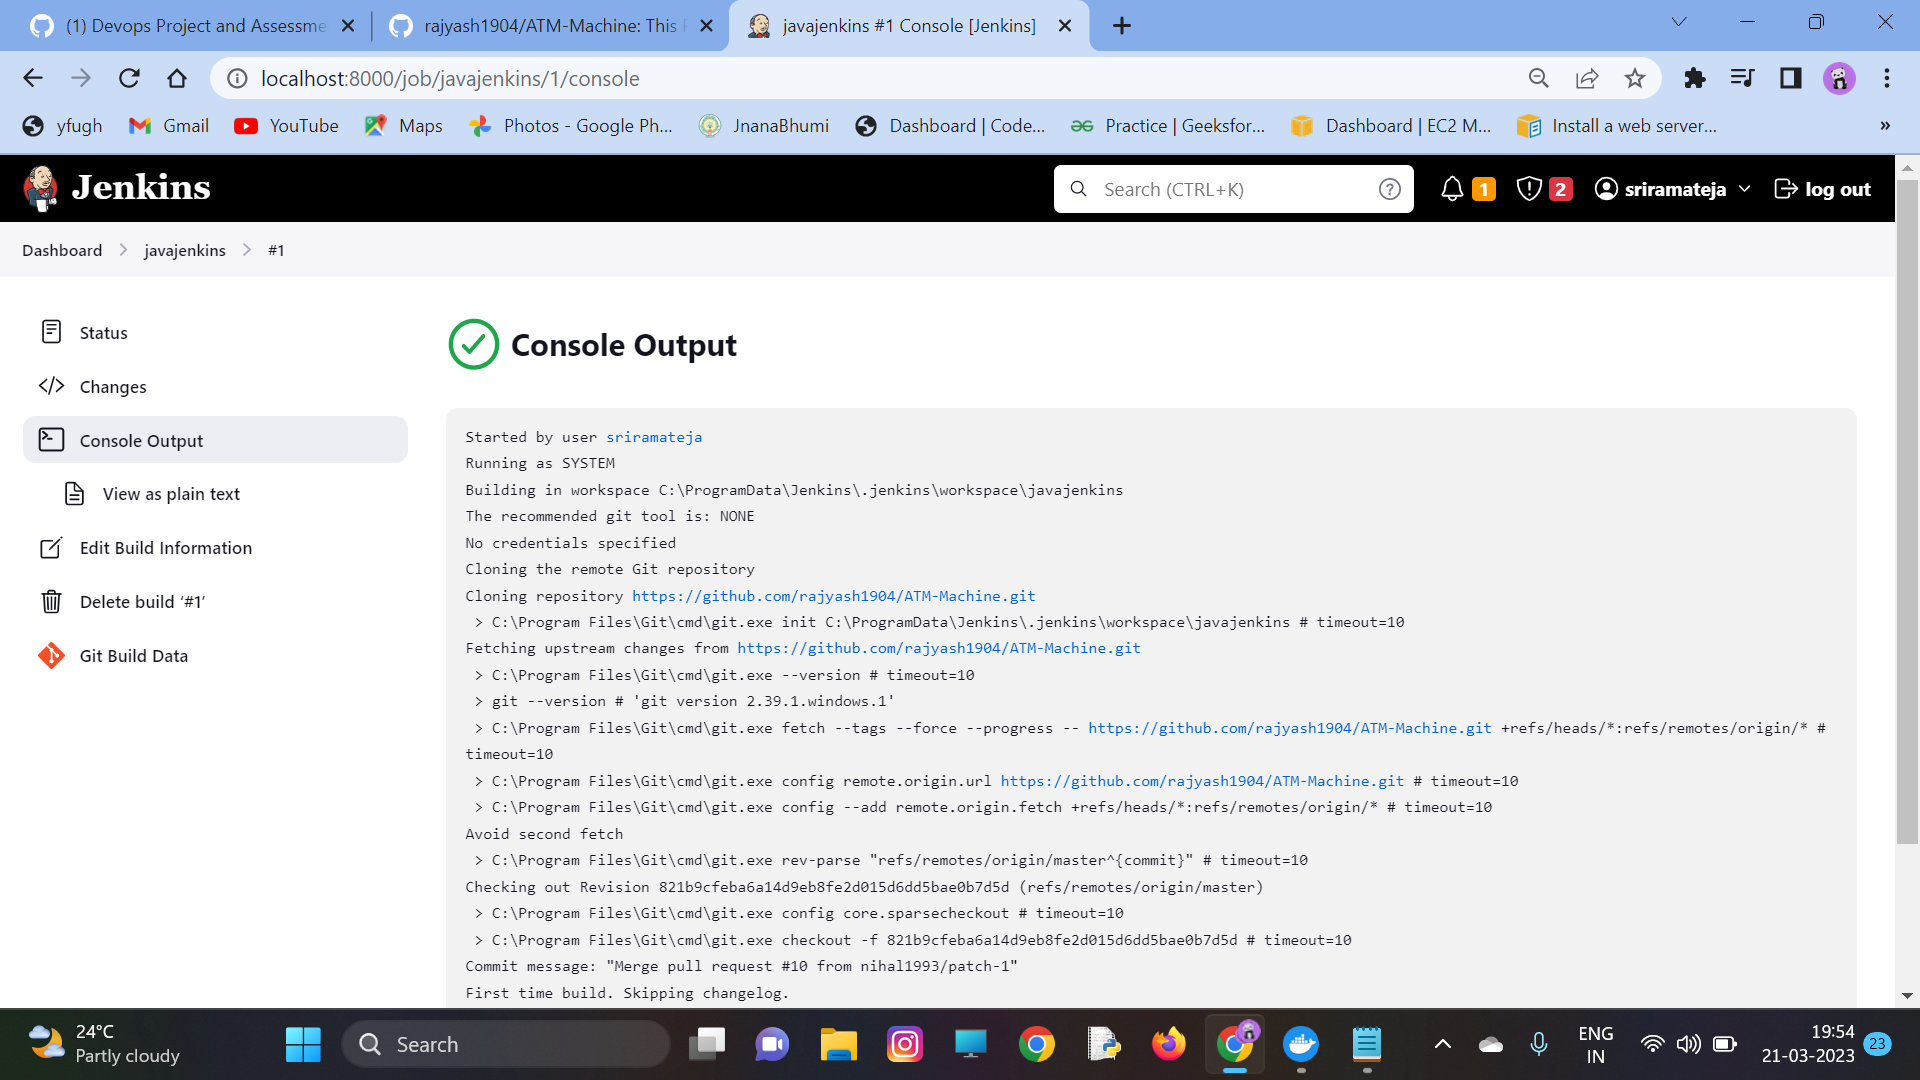 (1) Devops Project and Assessme
rajyash1904/ATM-Machine: This
javajenkins #1 Console [Jenkins]
localhost:8000/job/javajenkins/1/console
yfugh
Gmail
YouTube
Maps
Photos - Google Ph...
JnanaBhumi
Dashboard | Code...
Practice | Geeksfor...
Dashboard | EC2 M...
Install a web server...
»
Jenkins
Search (CTRL+K)
1
2
sriramateja
log out
Dashboard
javajenkins
#1
Status
Changes
Console Output
View as plain text
Edit Build Information
Delete build ‘#1’
Git Build Data
Console Output
Started by user sriramateja
Running as SYSTEM
Building in workspace C:\ProgramData\Jenkins\.jenkins\workspace\javajenkins
The recommended git tool is: NONE
No credentials specified
Cloning the remote Git repository
Cloning repository https://github.com/rajyash1904/ATM-Machine.git
> C:\Program Files\Git\cmd\git.exe init C:\ProgramData\Jenkins\.jenkins\workspace\javajenkins # timeout=10
Fetching upstream changes from https://github.com/rajyash1904/ATM-Machine.git
> C:\Program Files\Git\cmd\git.exe --version # timeout=10
> git --version # 'git version 2.39.1.windows.1'
> C:\Program Files\Git\cmd\git.exe fetch --tags --force --progress -- https://github.com/rajyash1904/ATM-Machine.git +refs/heads/*:refs/remotes/origin/* #
timeout=10
> C:\Program Files\Git\cmd\git.exe config remote.origin.url https://github.com/rajyash1904/ATM-Machine.git # timeout=10
> C:\Program Files\Git\cmd\git.exe config --add remote.origin.fetch +refs/heads/*:refs/remotes/origin/* # timeout=10
Avoid second fetch
> C:\Program Files\Git\cmd\git.exe rev-parse "refs/remotes/origin/master^{commit}" # timeout=10
Checking out Revision 821b9cfeba6a14d9eb8fe2d015d6dd5bae0b7d5d (refs/remotes/origin/master)
> C:\Program Files\Git\cmd\git.exe config core.sparsecheckout # timeout=10
> C:\Program Files\Git\cmd\git.exe checkout -f 821b9cfeba6a14d9eb8fe2d015d6dd5bae0b7d5d # timeout=10
Commit message: "Merge pull request #10 from nihal1993/patch-1"
First time build. Skipping changelog.
24°C
Partly cloudy
Search
ENG
IN
19:54
21-03-2023
23